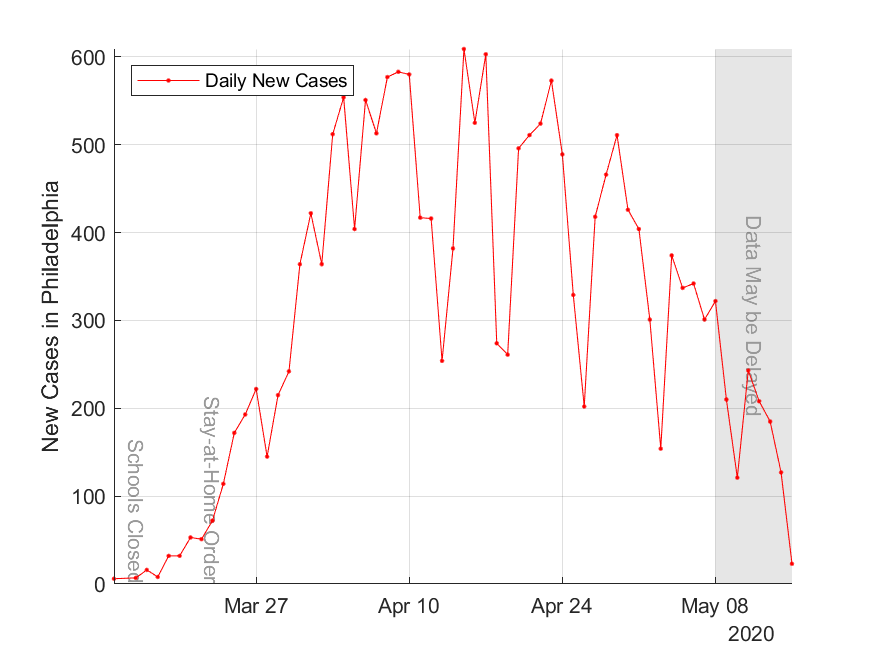 Daily New Cases
New Cases in Philadelphia
600
500
400
300
200
100
0
Schools Closed
Stay-at-Home Order
Data May be Delayed
Mar 27
Apr 10
Apr 24
May 08
2020